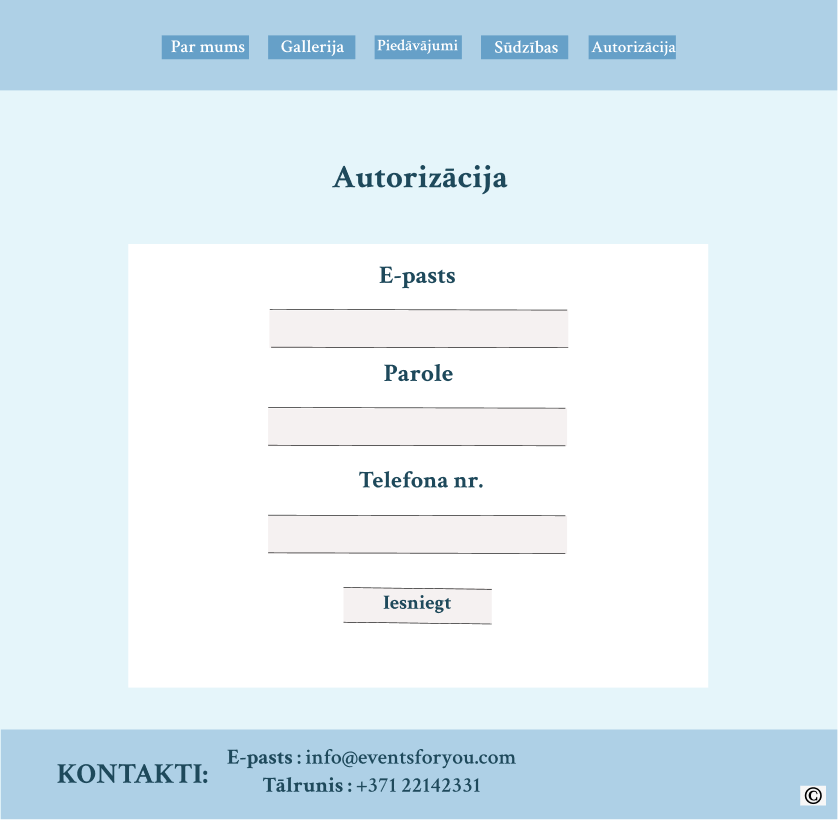 Par mums Gallerija Piedāvājumi Sūdzības Autorizācija
Autorizācija
E-pasts
Parole
Telefona nr.
Iesniegt
KONTAKTI:
E-pasts : info@eventsforyou.com
Tālrunis : +371 22142331
©